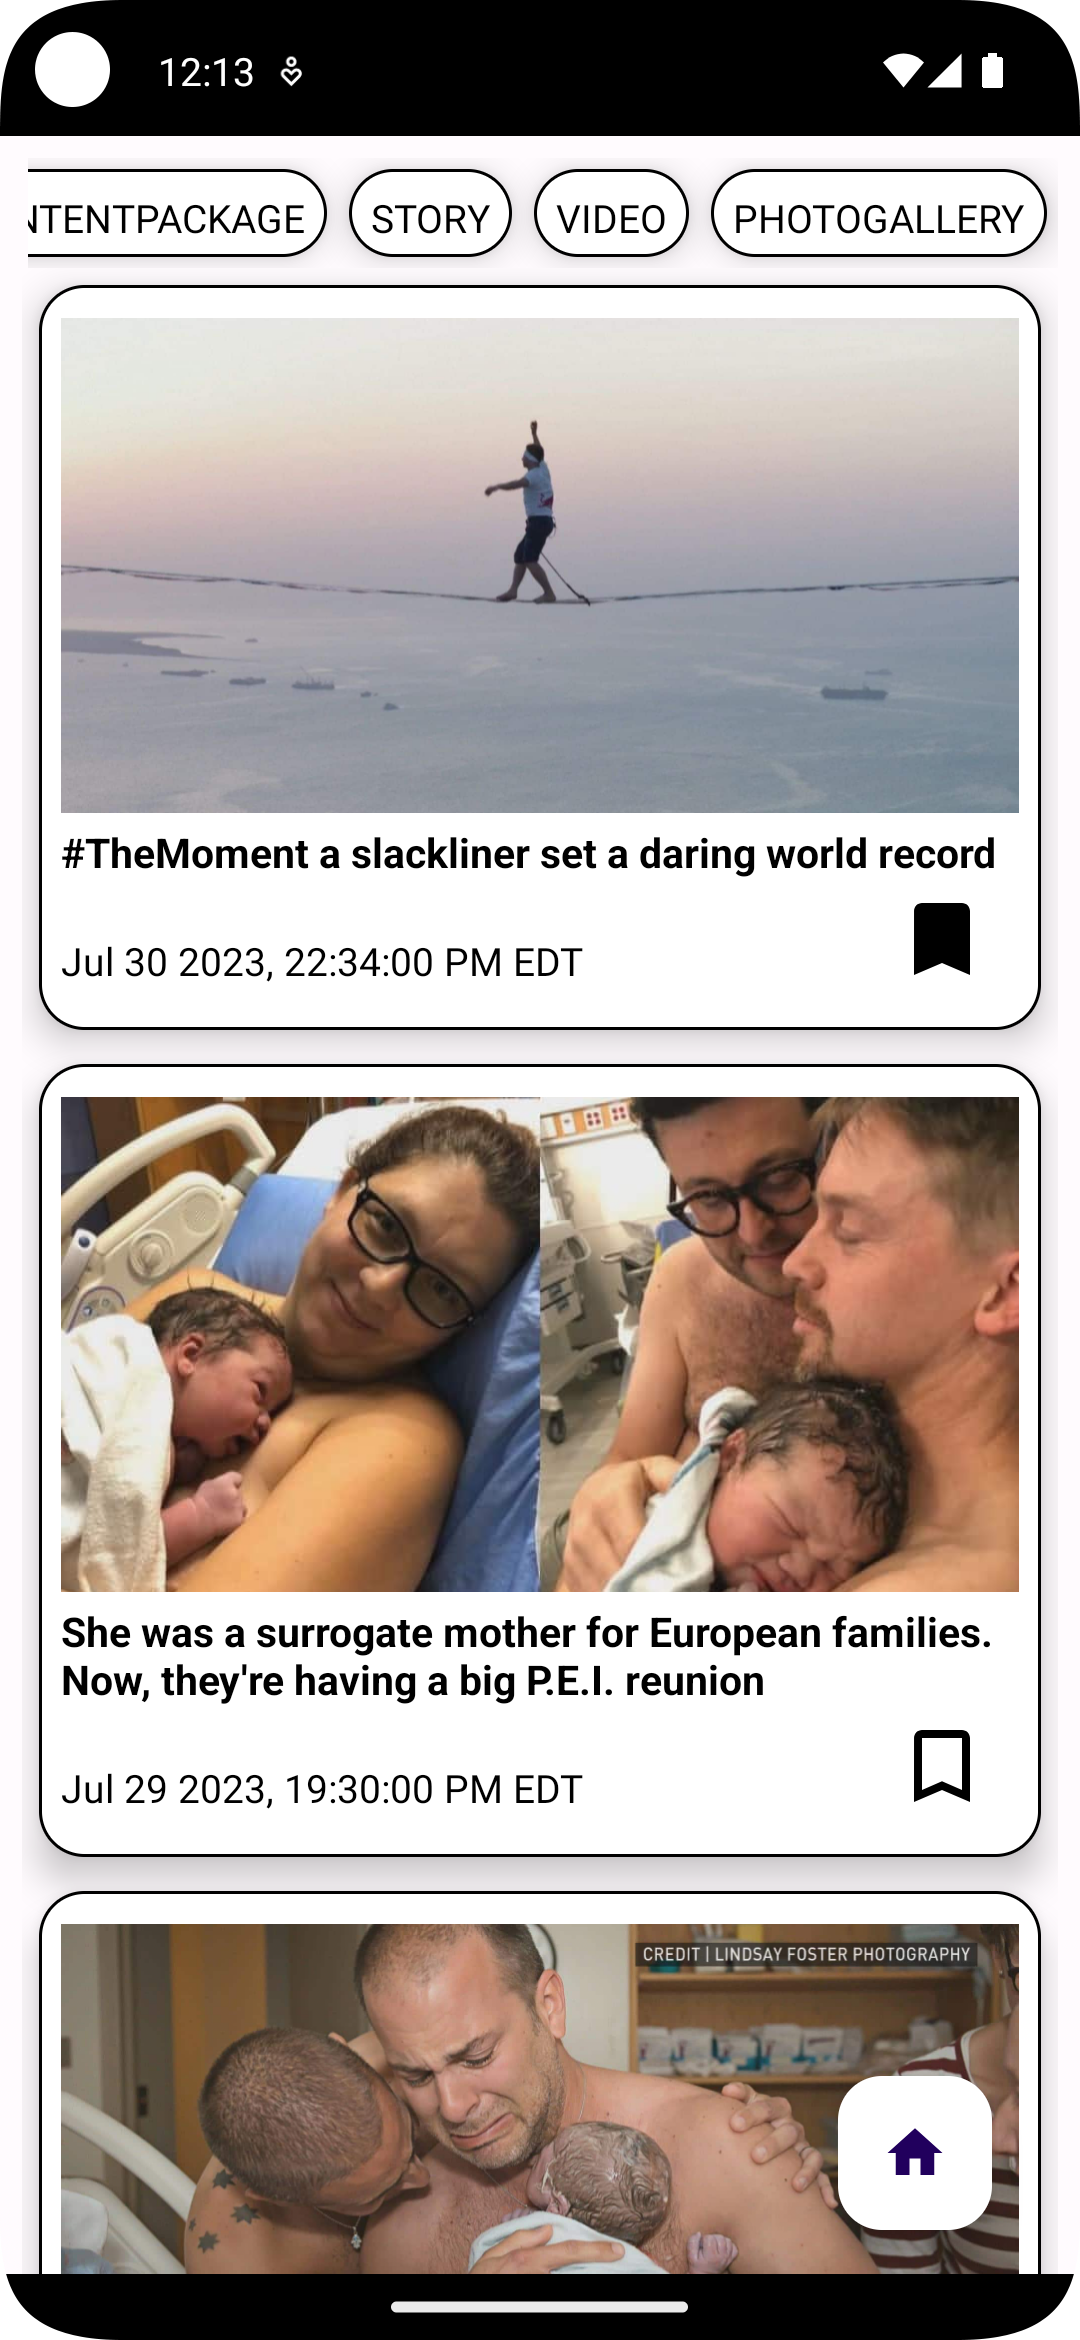 12:13
NTENTPACKAGE
STORY
VIDEO
PHOTOGALLERY
#TheMoment a slackliner set a daring world record
Jul 30 2023, 22:34:00 PM EDT
She was a surrogate mother for European families.
Now, they're having a big P.E.I. reunion
Jul 29 2023, 19:30:00 PM EDT
CREDIT | LINDSAY FOSTER PHOTOGRAPHY